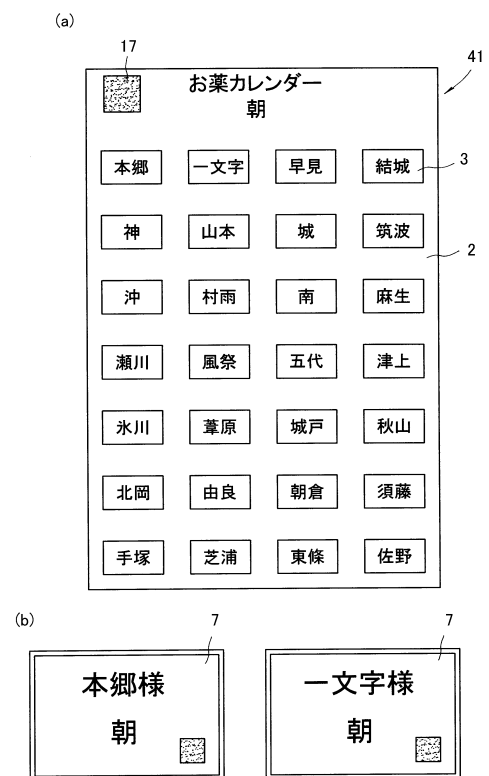 (a)
17
41
お薬カレンダー
朝
本郷 一文字 早見 結城
3
神 山本 城 筑波
2
沖 村雨 南 麻生
瀬川 風祭 五代 津上
氷川 葦原 城戸 秋山
北岡 由良 朝倉 須藤
手塚 芝浦 東條 佐野
(b)
7
7
本郷様
朝
一文字様
朝